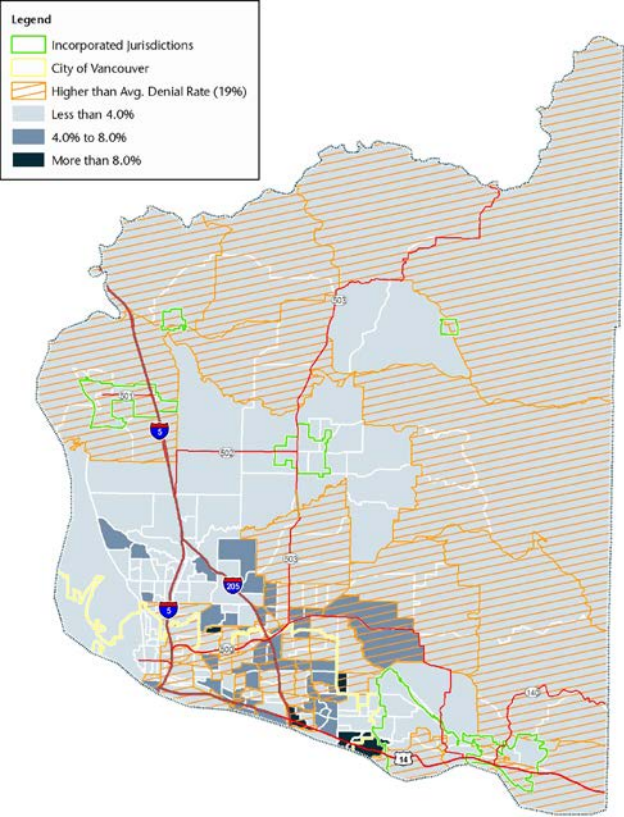 Legend
Incorporated Jurisdictions
City of Vancouver
Higher than Avg. Denial Rate (19%)
Less than 4.0%
4.0% to 8.0%
More than 8.0%
503
501
5
502
503
205
5
500
140
14